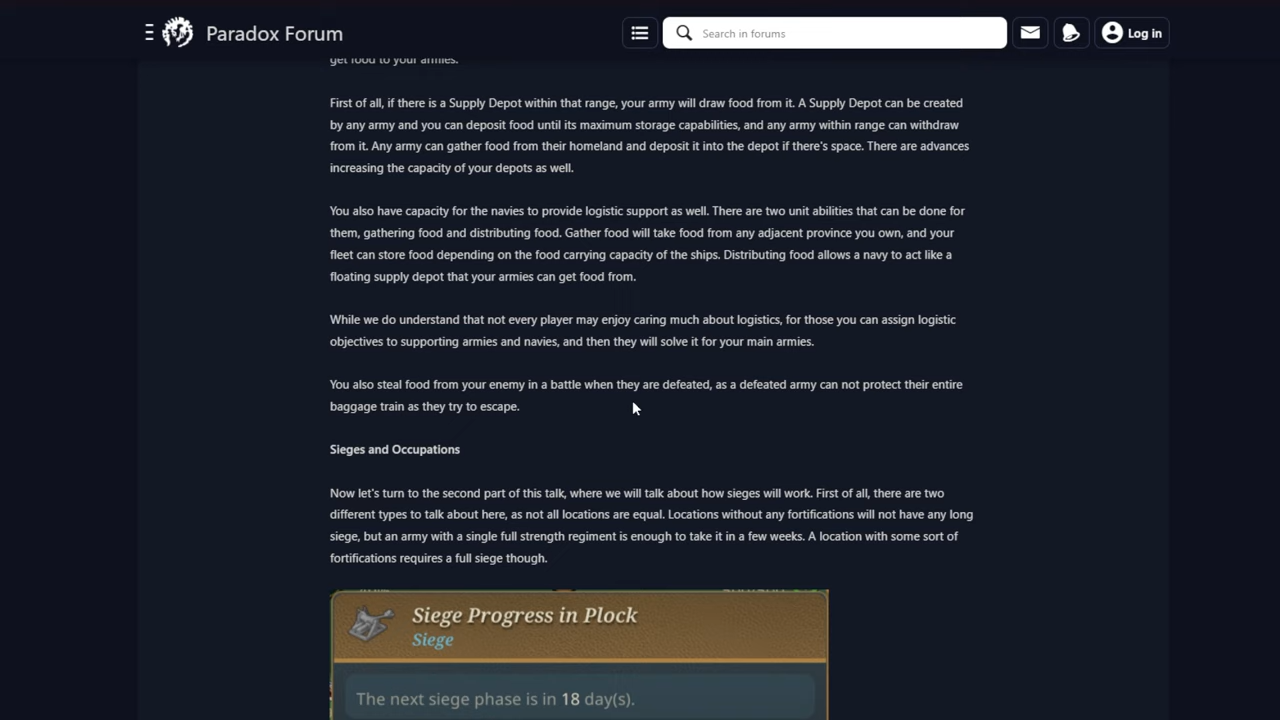 Paradox Forum
Search in forums
Log in
get food to your armies.
First of all, if there is a Supply Depot within that range, your army will draw food from it. A Supply Depot can be created
by any army and you can deposit food until its maximum storage capabilities, and any army within range can withdraw
from it. Any army can gather food from their homeland and deposit it into the depot if there's space. There are advances
increasing the capacity of your depots as well.
You also have capacity for the navies to provide logistic support as well. There are two unit abilities that can be done for
them, gathering food and distributing food. Gather food will take food from any adjacent province you own, and your
fleet can store food depending on the food carrying capacity of the ships. Distributing food allows a navy to act like a
floating supply depot that your armies can get food from.
While we do understand that not every player may enjoy caring much about logistics, for those you can assign logistic
objectives to supporting armies and navies, and then they will solve it for your main armies.
You also steal food from your enemy in a battle when they are defeated, as a defeated army can not protect their entire
baggage train as they try to escape.
Sieges and Occupations
Now let's turn to the second part of this talk, where we will talk about how sieges will work. First of all, there are two
different types to talk about here, as not all locations are equal. Locations without any fortifications will not have any long
siege, but an army with a single full strength regiment is enough to take it in a few weeks. A location with some sort of
fortifications requires a full siege though.
Siege Progress in Plock
Siege
The next siege phase is in 18 day(s).